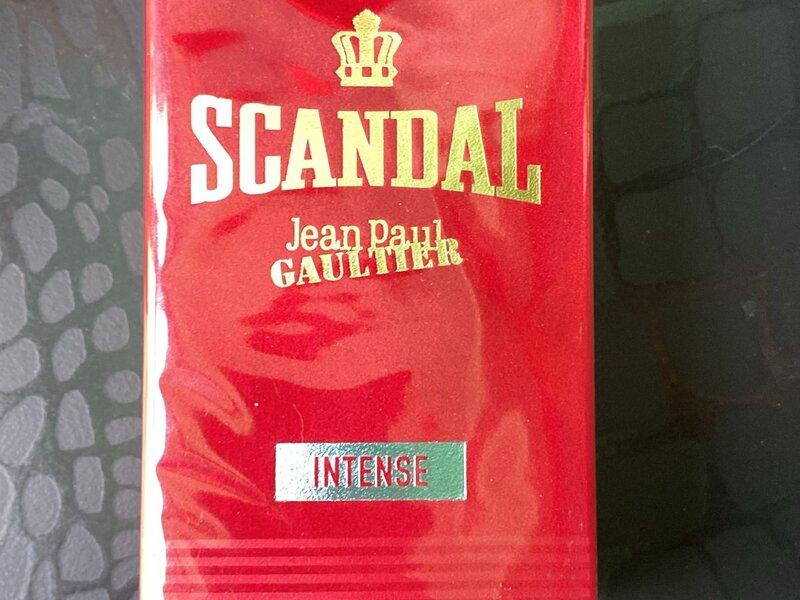 SCANDAL
Jean Paul
GAULTIER
INTENSE